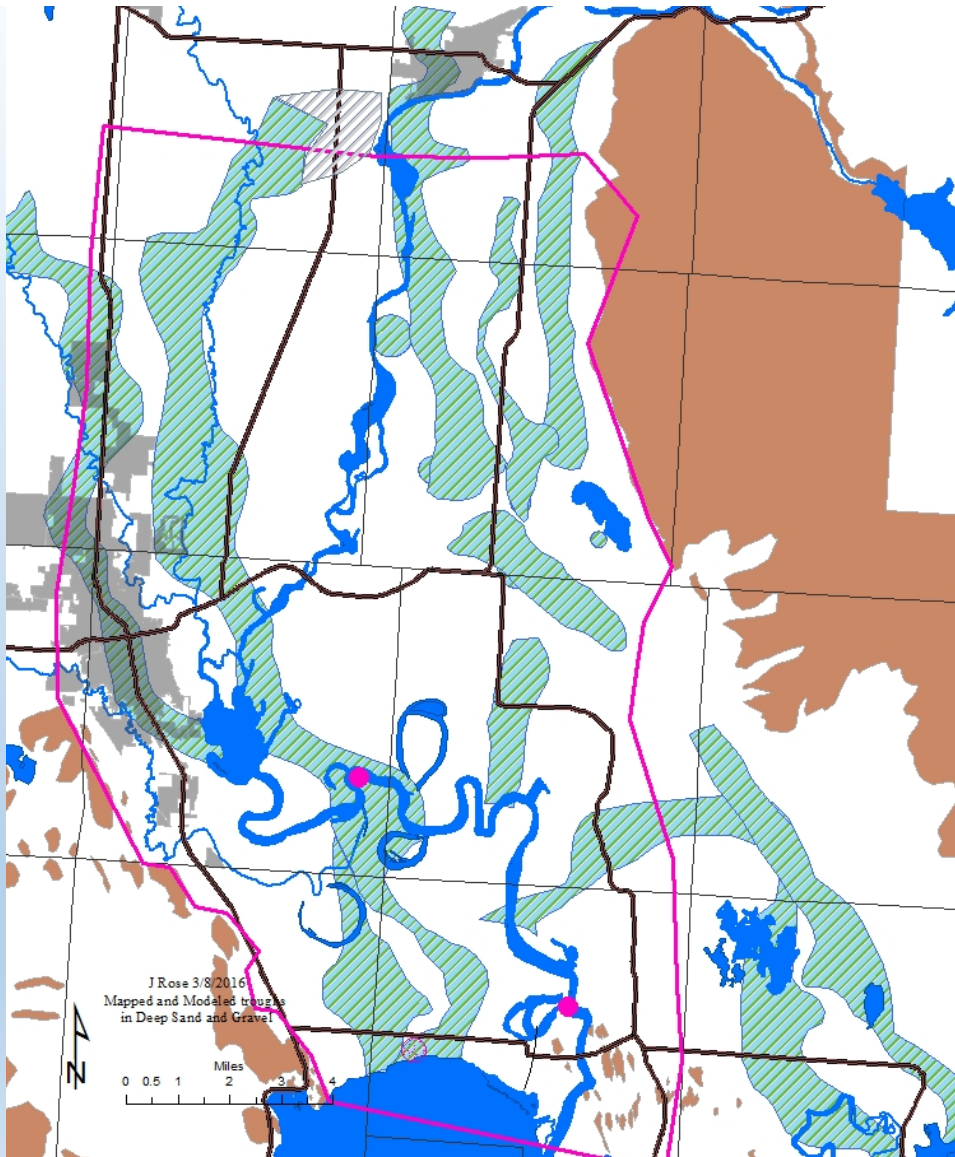 J Rose 3/8/2016
Mapped and Modeled troughs
in Deep Sand and Gravel
N
Miles
0 0.5 1 2 3 4